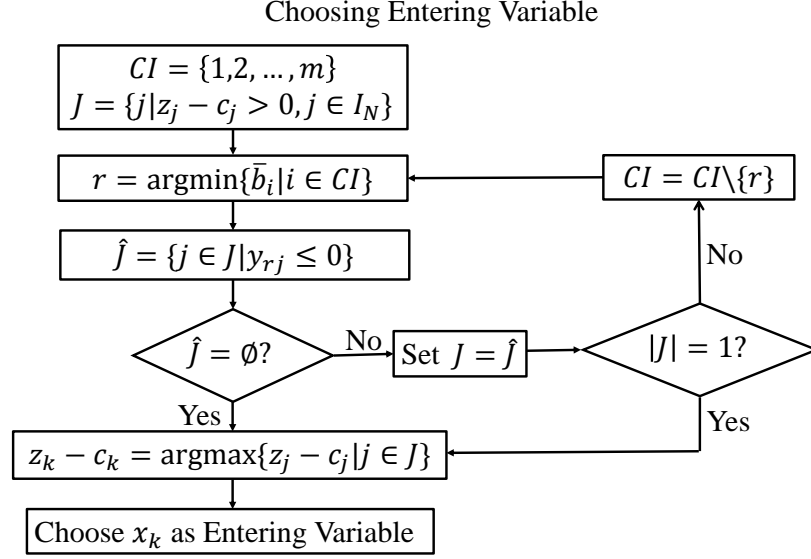 Choosing Entering Variable
CI = {1,2, … , m}
J = {j|z_j − c_j > 0, j ∈ I_N}
r = argmin{b̄_i|i ∈ CI}
CI = CI\{r}
Ĵ = {j ∈ J|y_rj ≤ 0}
No
Ĵ = ∅?
No
Set J = Ĵ
|J| = 1?
Yes
Yes
z_k − c_k = argmax{z_j − c_j|j ∈ J}
Choose x_k as Entering Variable